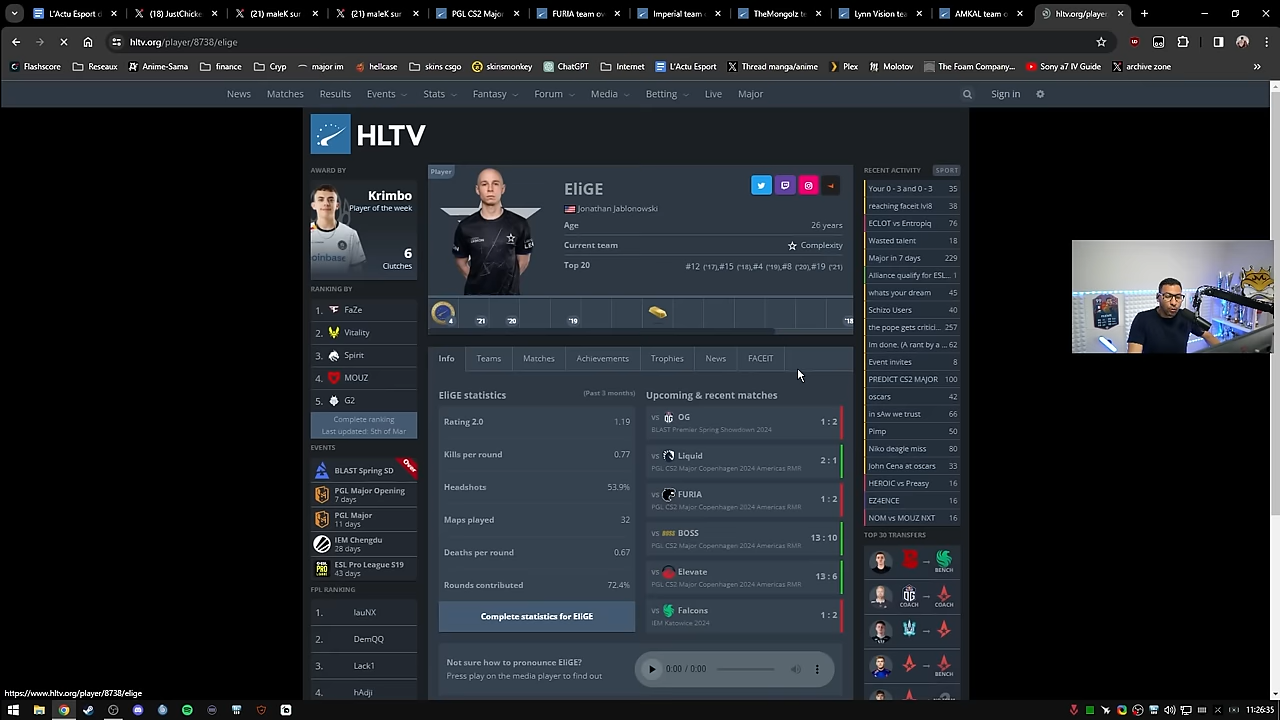 L'Actu Esport d
(18) JustChicke
(21) maleK sur
(21) maleK sur
PGL CS2 Major
FURIA team ov
Imperial team o
TheMongolz te
Lynn Vision tea
AMKAL team o
hltv.org/player
hltv.org/player/8738/elige
Flashscore
Reseaux
Anime-Sama
finance
Cryp
major im
hellcase
skins csgo
skinsmonkey
ChatGPT
Internet
L'Actu Esport
Thread manga/anime
Plex
Molotov
The Foam Company...
Sony a7 IV Guide
archive zone
News
Matches
Results
Events
Stats
Fantasy
Forum
Media
Betting
Live
Major
Sign in
HLTV
AWARD BY
Krimbo
Player of the week
6
Clutches
coinbase
RANKING BY
1. FaZe
2. Vitality
3. Spirit
4. MOUZ
5. G2
Complete ranking
Last updated: 5th of Mar
EVENTS
BLAST Spring SD
Over
PGL Major Opening
7 days
PGL Major
11 days
IEM Chengdu
28 days
ESL Pro League S19
43 days
FPL RANKING
1. lauNX
2. DemQQ
3. Lack1
4. hAdji
Player
EliGE
Jonathan Jablonowski
Age
26 years
Current team
Complexity
Top 20
#12 ('17),#15 ('18),#4 ('19),#8 ('20),#19 ('21)
4
'21
'20
'19
'18
Info
Teams
Matches
Achievements
Trophies
News
FACEIT
EliGE statistics
(Past 3 months)
Rating 2.0
1.19
Kills per round
0.77
Headshots
53.9%
Maps played
32
Deaths per round
0.67
Rounds contributed
72.4%
Complete statistics for EliGE
Upcoming & recent matches
vs OG
1 : 2
BLAST Premier Spring Showdown 2024
vs Liquid
2 : 1
PGL CS2 Major Copenhagen 2024 Americas RMR
vs FURIA
1 : 2
PGL CS2 Major Copenhagen 2024 Americas RMR
vs BOSS
13 : 10
PGL CS2 Major Copenhagen 2024 Americas RMR
vs Elevate
13 : 6
PGL CS2 Major Copenhagen 2024 Americas RMR
vs Falcons
1 : 2
IEM Katowice 2024
Not sure how to pronounce EliGE?
Press play on the media player to find out
0:00 / 0:00
RECENT ACTIVITY
SPORT
Your 0 - 3 and 0 - 3 35
reaching faceit lvl8 38
ECLOT vs Entropiq 76
Wasted talent 18
Major in 7 days 229
Alliance qualify for ESL... 1
whats your dream 45
Schizo Users 40
the pope gets critici... 257
Im done. (A rant by a ... 62
Event invites 8
PREDICT CS2 MAJOR 100
oscars 42
in sAw we trust 66
Pimp 50
Niko deagle miss 80
John Cena at oscars 33
HEROIC vs Preasy 16
EZ4ENCE 16
NOM vs MOUZ NXT 16
TOP 30 TRANSFERS
BENCH
COACH
COACH
BENCH
https://www.hltv.org/player/8738/elige
11:26:35